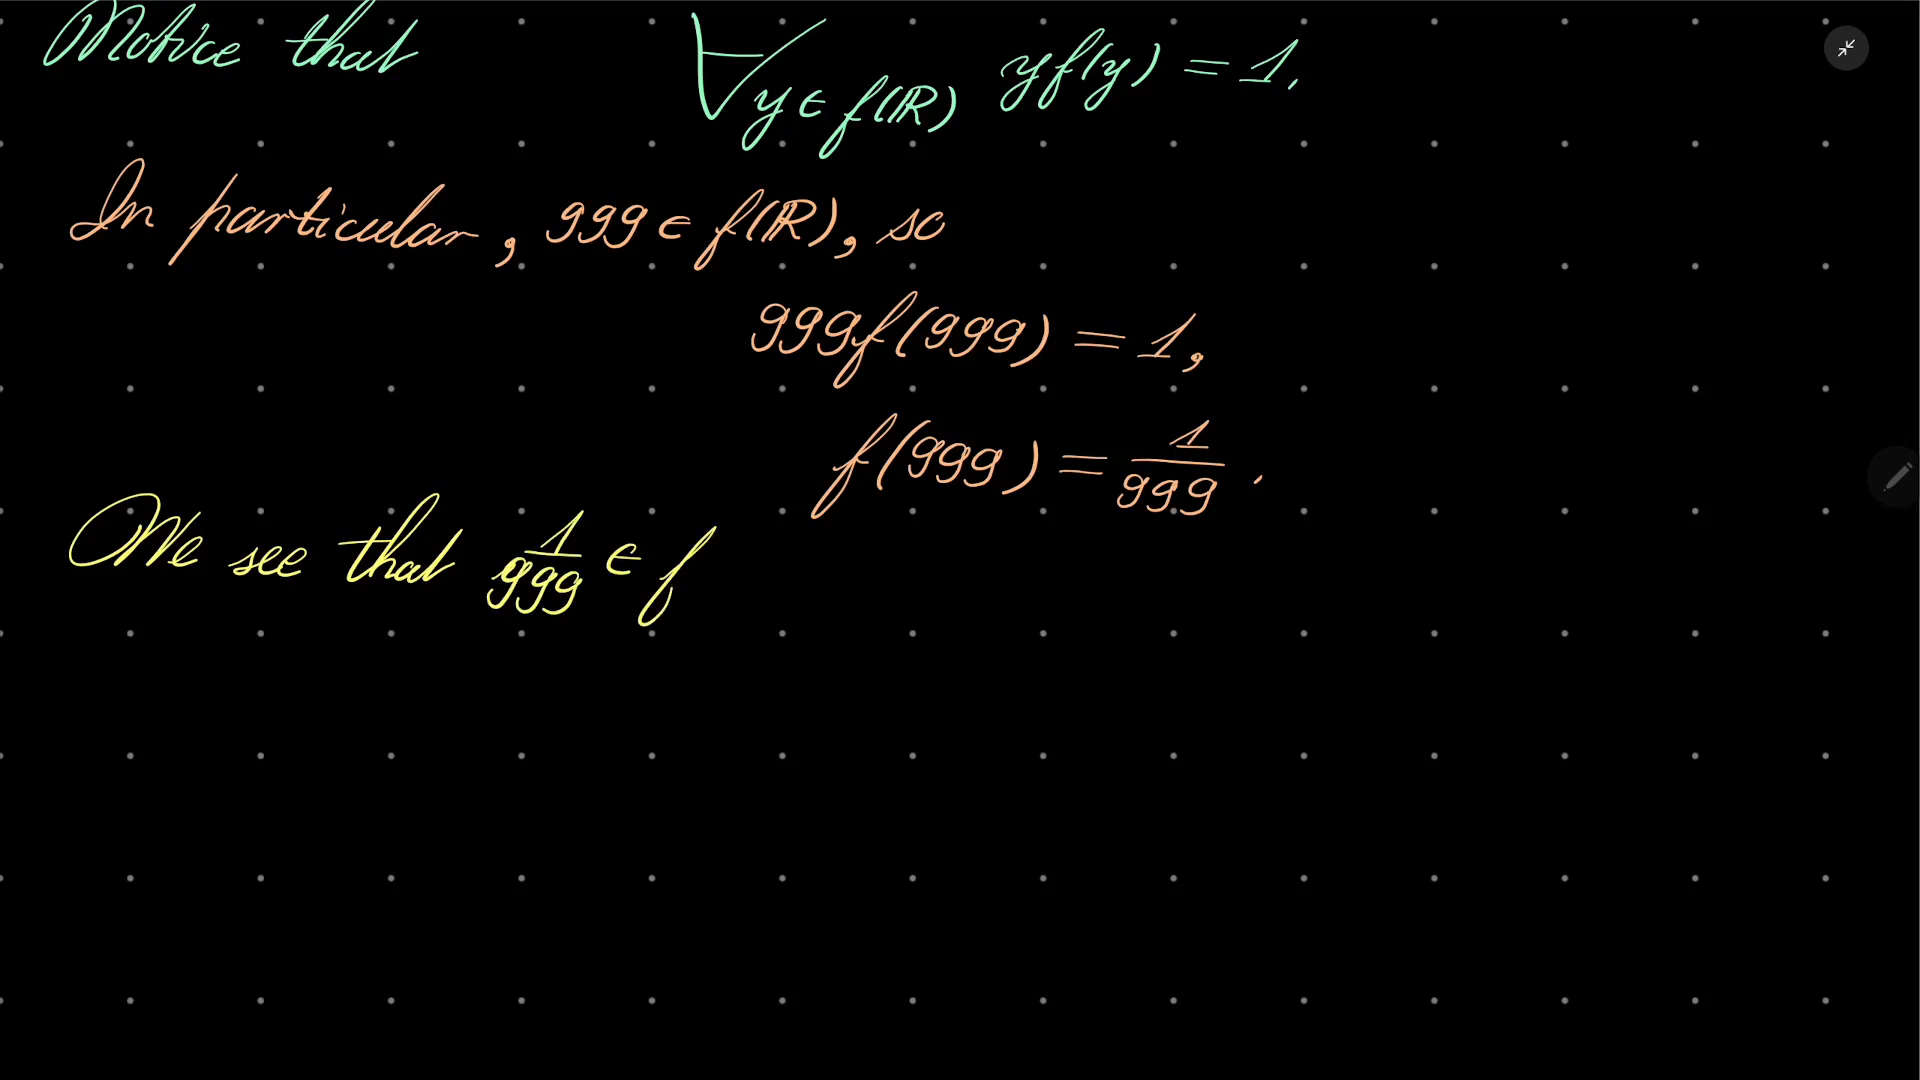 Notice that ∀y∈f(ℝ) yf(y) = 1.
In particular, 999 ∈ f(ℝ), so
999f(999) = 1,
f(999) = 1/999.
We see that 1/999 ∈ f